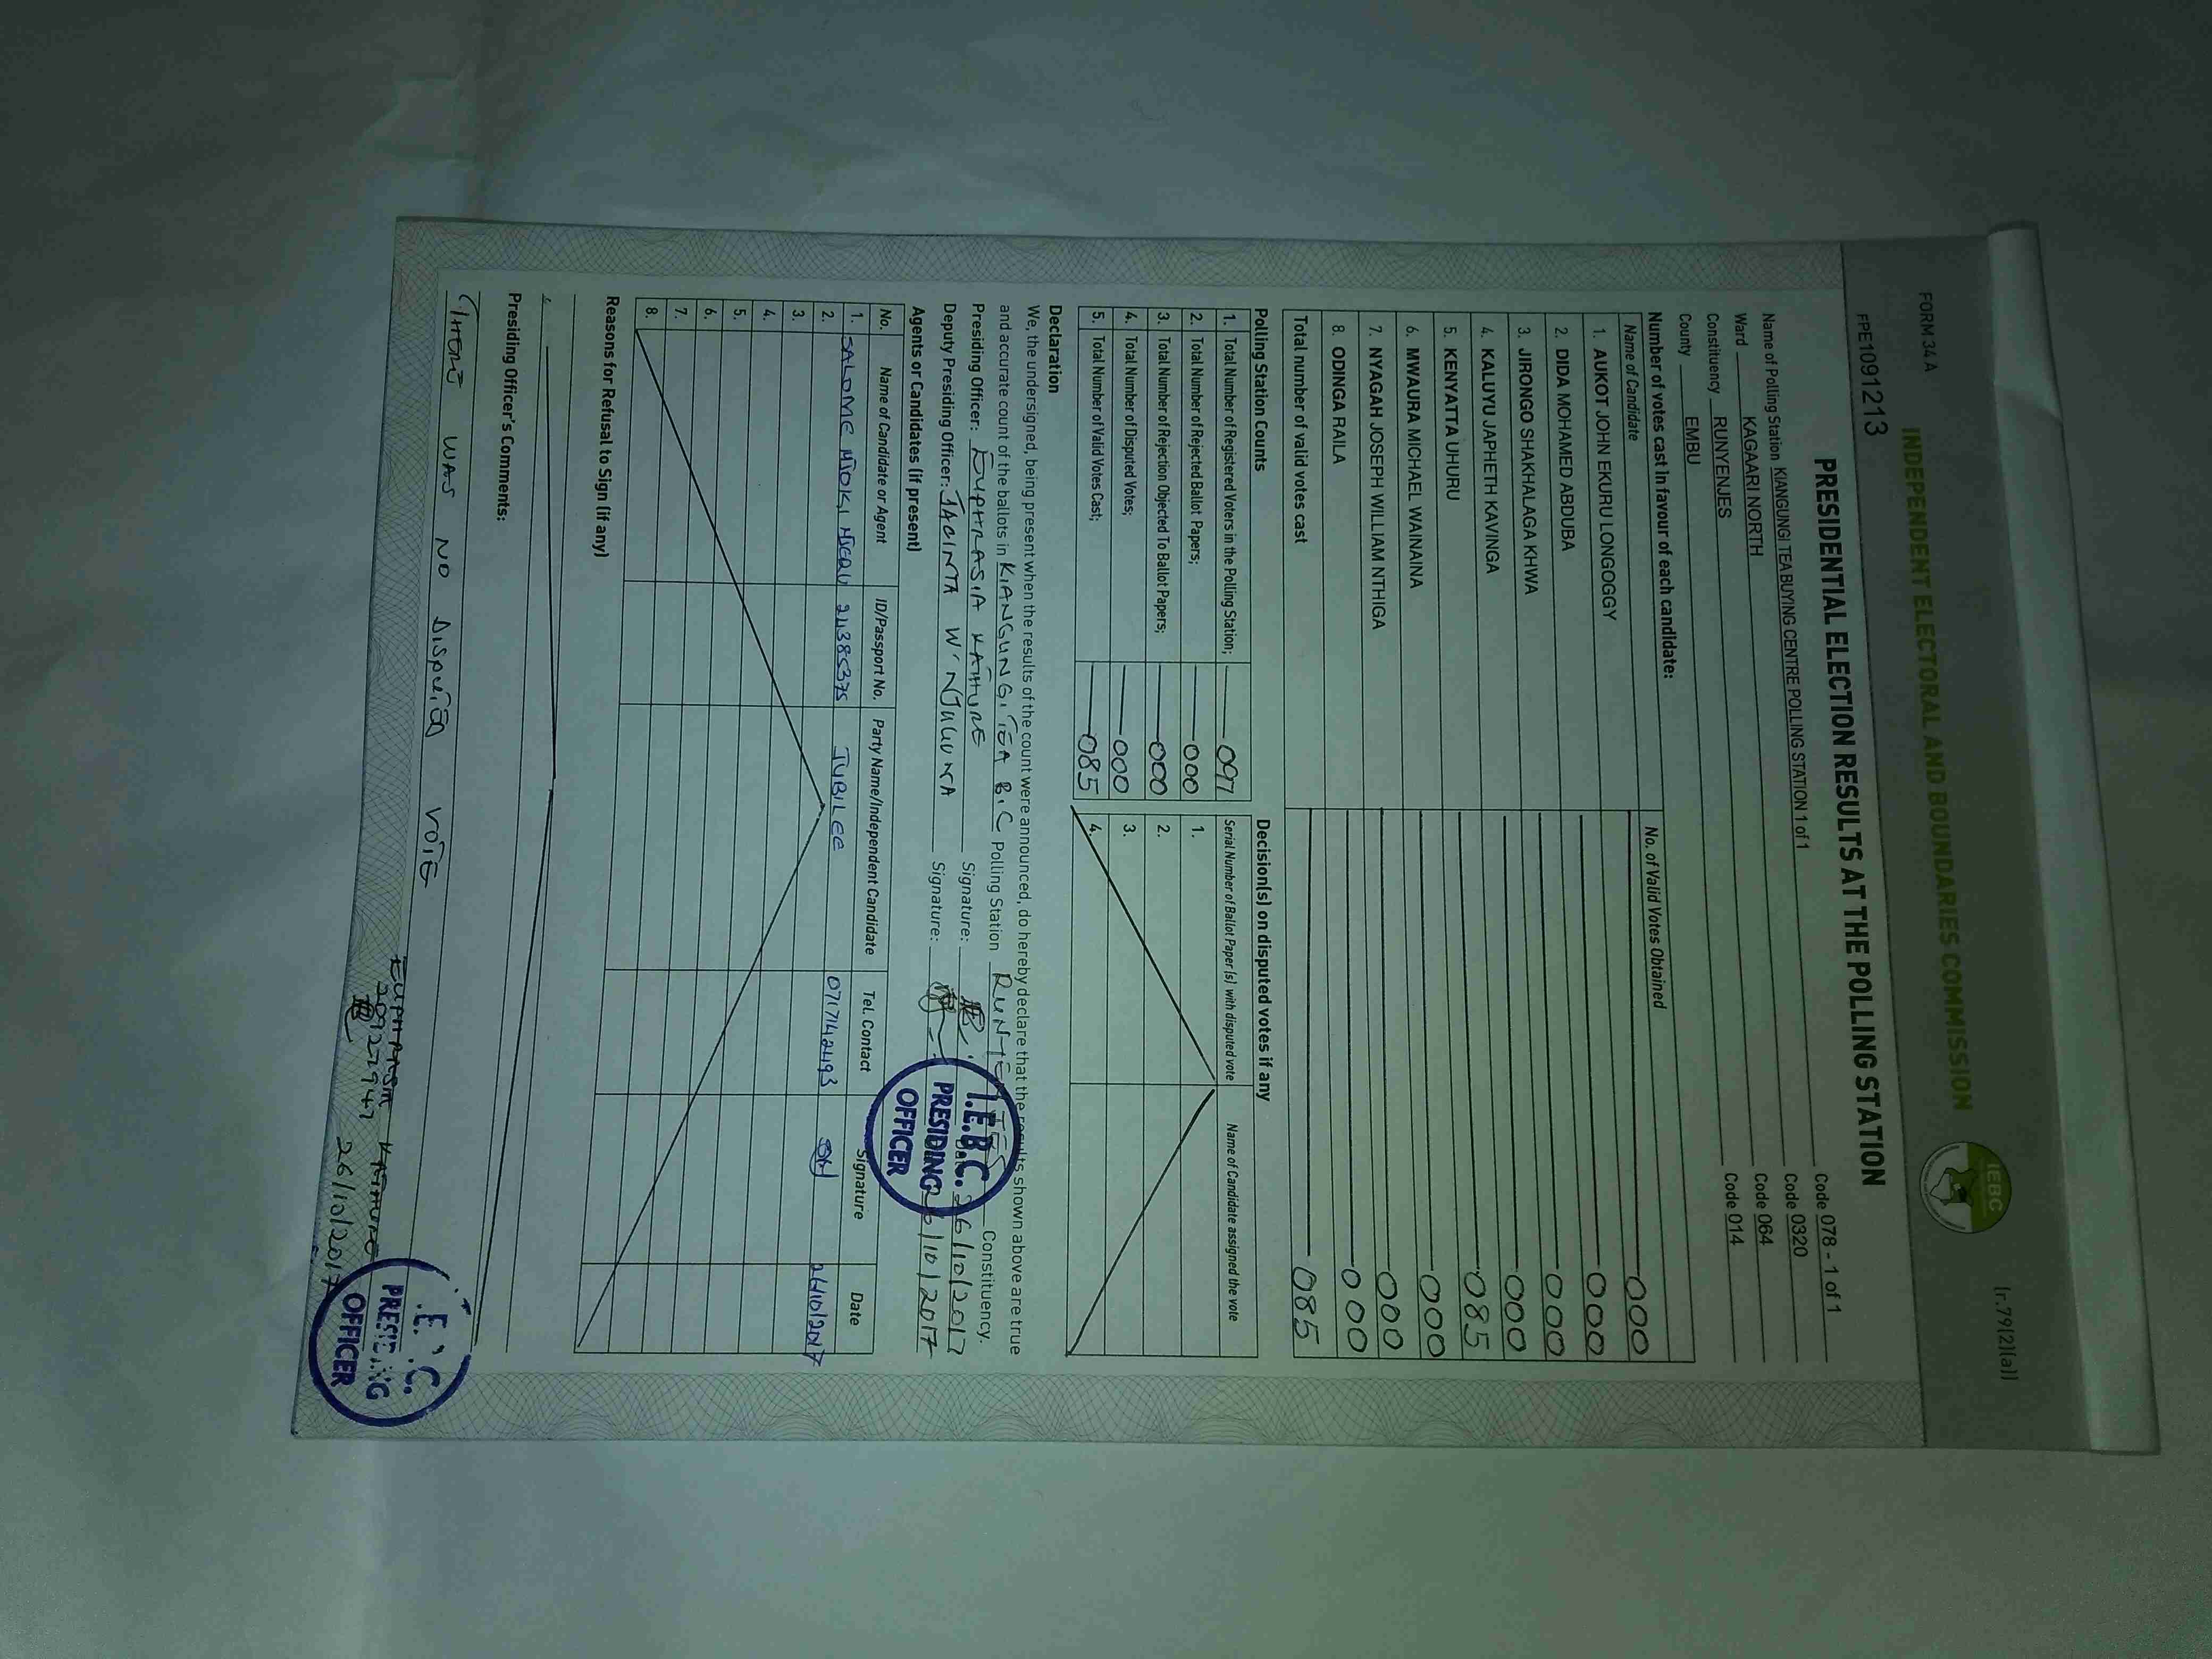 FORM 34 A
[r.79(2)(a)]
INDEPENDENT ELECTORAL AND BOUNDARIES COMMISSION
IEBC
FPE1091213
PRESIDENTIAL ELECTION RESULTS AT THE POLLING STATION
Name of Polling Station KIANGUNGI TEA BUYING CENTRE POLLING STATION 1 of 1 Code 078 - 1 of 1
Ward KAGAARI NORTH Code 0320
Constituency RUNYENJES Code 064
County EMBU Code 014
Number of votes cast in favour of each candidate:
Name of Candidate No. of Valid Votes Obtained
1. AUKOT JOHN EKURU LONGOGGY 000
2. DIDA MOHAMED ABDUBA 000
3. JIRONGO SHAKHALAGA KHWA 000
4. KALUYU JAPHETH KAVINGA 000
5. KENYATTA UHURU 085
6. MWAURA MICHAEL WAINAINA 000
7. NYAGAH JOSEPH WILLIAM NTHIGA 000
8. ODINGA RAILA 000
Total number of valid votes cast 085
Polling Station Counts Decision(s) on disputed votes if any
1. Total Number of Registered Voters in the Polling Station; 097
2. Total Number of Rejected Ballot Papers; 000
3. Total Number of Rejection Objected To Ballot Papers; 000
4. Total Number of Disputed Votes; 000
5. Total Number of Valid Votes Cast; 085
Serial Number of Ballot Paper (s) with disputed vote Name of Candidate assigned the vote
1.
2.
3.
4.
Declaration
We, the undersigned, being present when the results of the count were announced, do hereby declare that the results shown above are true
and accurate count of the ballots in KIANGUNGI TEA B.C Polling Station RUNYENJES Constituency.
Presiding Officer: EUPHRASIA KATHURE Signature: 26/10/2017
Deputy Presiding Officer: JACINTA W'NJUGUNA Signature: 26/10/2017
I.E.B.C.
PRESIDING
OFFICER
Agents or Candidates (if present)
No. Name of Candidate or Agent ID/Passport No. Party Name/Independent Candidate Tel. Contact Signature Date
1. SALOME NJOKI 24385375 JUBILEE 0717142493 26/10/2017
2.
3.
4.
5.
6.
7.
8.
Reasons for Refusal to Sign (if any)
Presiding Officer's Comments:
THERE WAS NO DISPUTED VOTE
EUPHRASIA KATHURE
26/10/2017
I.E.B.C.
PRESIDING
OFFICER